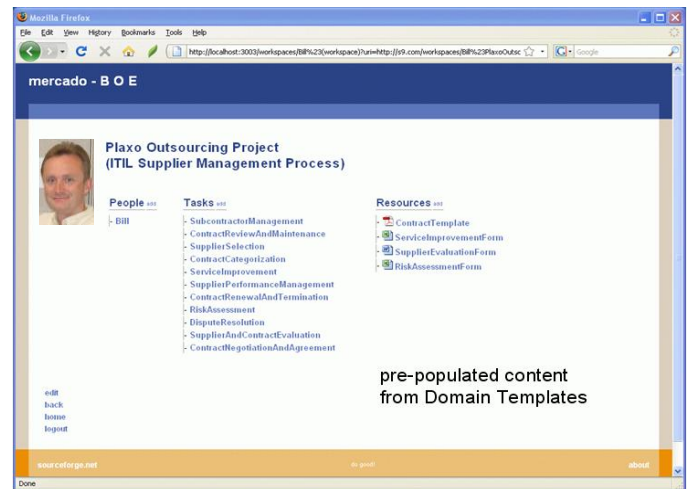 Mozilla Firefox
File Edit View History Bookmarks Tools Help
http://localhost:3003/workspaces/Bill%23(workspace)?uri=http://s9.com/workspaces/Bill%23PlaxoOutsc
Google
mercado - B O E
Plaxo Outsourcing Project
(ITIL Supplier Management Process)
People add
- Bill
Tasks add
- SubcontractorManagement
- ContractReviewAndMaintenance
- SupplierSelection
- ContractCategorization
- ServiceImprovement
- SupplierPerformanceManagement
- ContractRenewalAndTermination
- RiskAssessment
- DisputeResolution
- SupplierAndContractEvaluation
- ContractNegotiationAndAgreement
Resources add
- ContractTemplate
- ServiceImprovementForm
- SupplierEvaluationForm
- RiskAssessmentForm
pre-populated content
from Domain Templates
edit
back
home
logout
sourceforge.net do good! about
Done